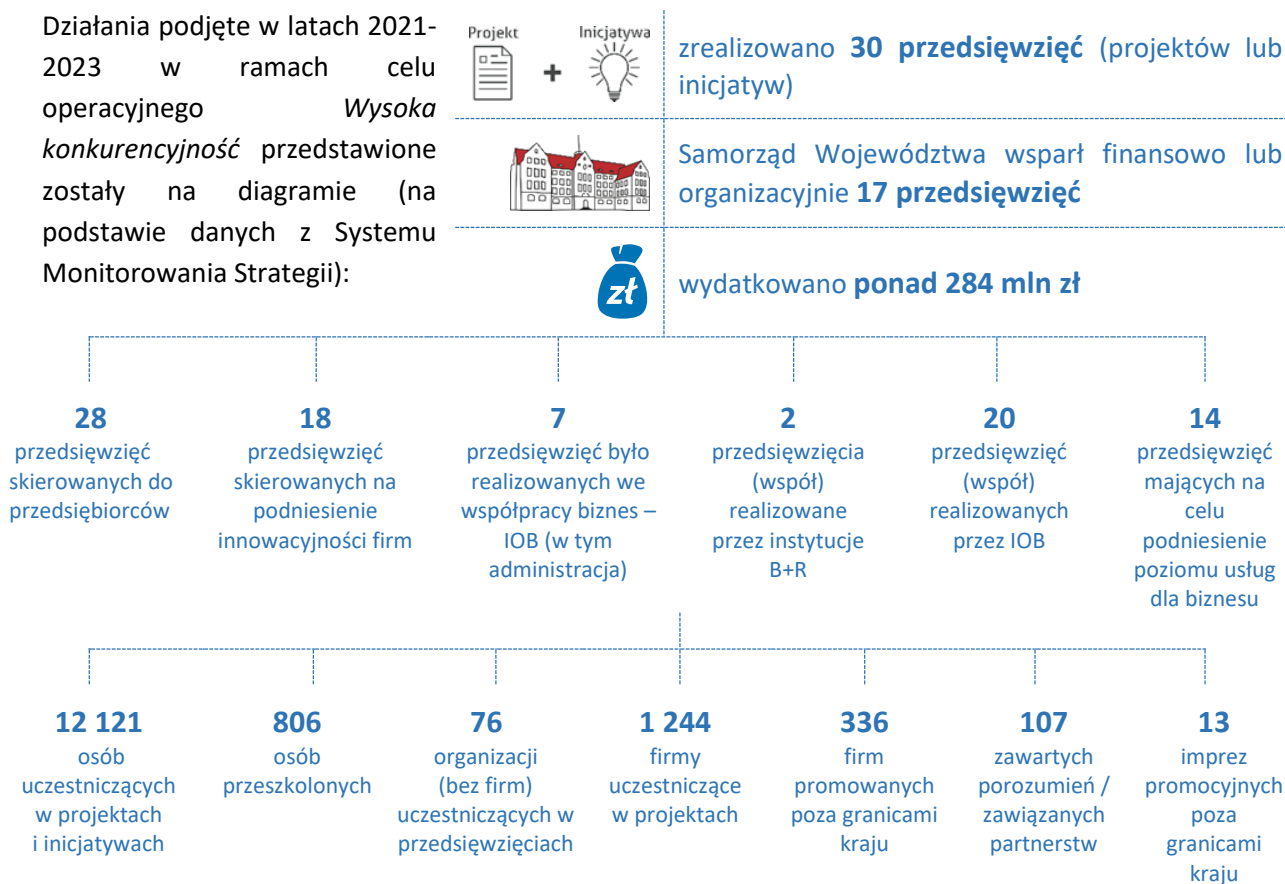 Działania podjęte w latach 2021-
2023 w ramach celu
operacyjnego Wysoka
konkurencyjność przedstawione
zostały na diagramie (na
podstawie danych z Systemu
Monitorowania Strategii):
Projekt
+
Inicjatywa
zrealizowano 30 przedsięwzięć (projektów lub
inicjatyw)
Samorząd Województwa wsparł finansowo lub
organizacyjnie 17 przedsięwzięć
zł
wydatkowano ponad 284 mln zł
28
przedsięwzięć
skierowanych do
przedsiębiorców
18
przedsięwzięć
skierowanych na
podniesienie
innowacyjności firm
7
przedsięwzięć było
realizowanych we
współpracy biznes –
IOB (w tym
administracja)
2
przedsięwzięcia
(współ)
realizowane
przez instytucje
B+R
20
przedsięwzięć
(współ)
realizowanych
przez IOB
14
przedsięwzięć
mających na
celu
podniesienie
poziomu usług
dla biznesu
12 121
osób
uczestniczących
w projektach
i inicjatywach
806
osób
przeszkolonych
76
organizacji
(bez firm)
uczestniczących w
przedsięwzięciach
1 244
firmy
uczestniczące
w projektach
336
firm
promowanych
poza granicami
kraju
107
zawartych
porozumień /
zawiązanych
partnerstw
13
imprez
promocyjnych
poza
granicami
kraju